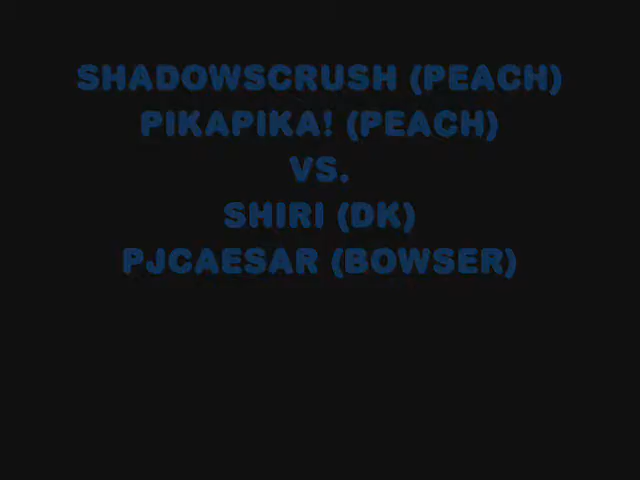 SHADOWSCRUSH (PEACH)
PIKAPIKA! (PEACH)
VS.
SHIRI (DK)
PJCAESAR (BOWSER)